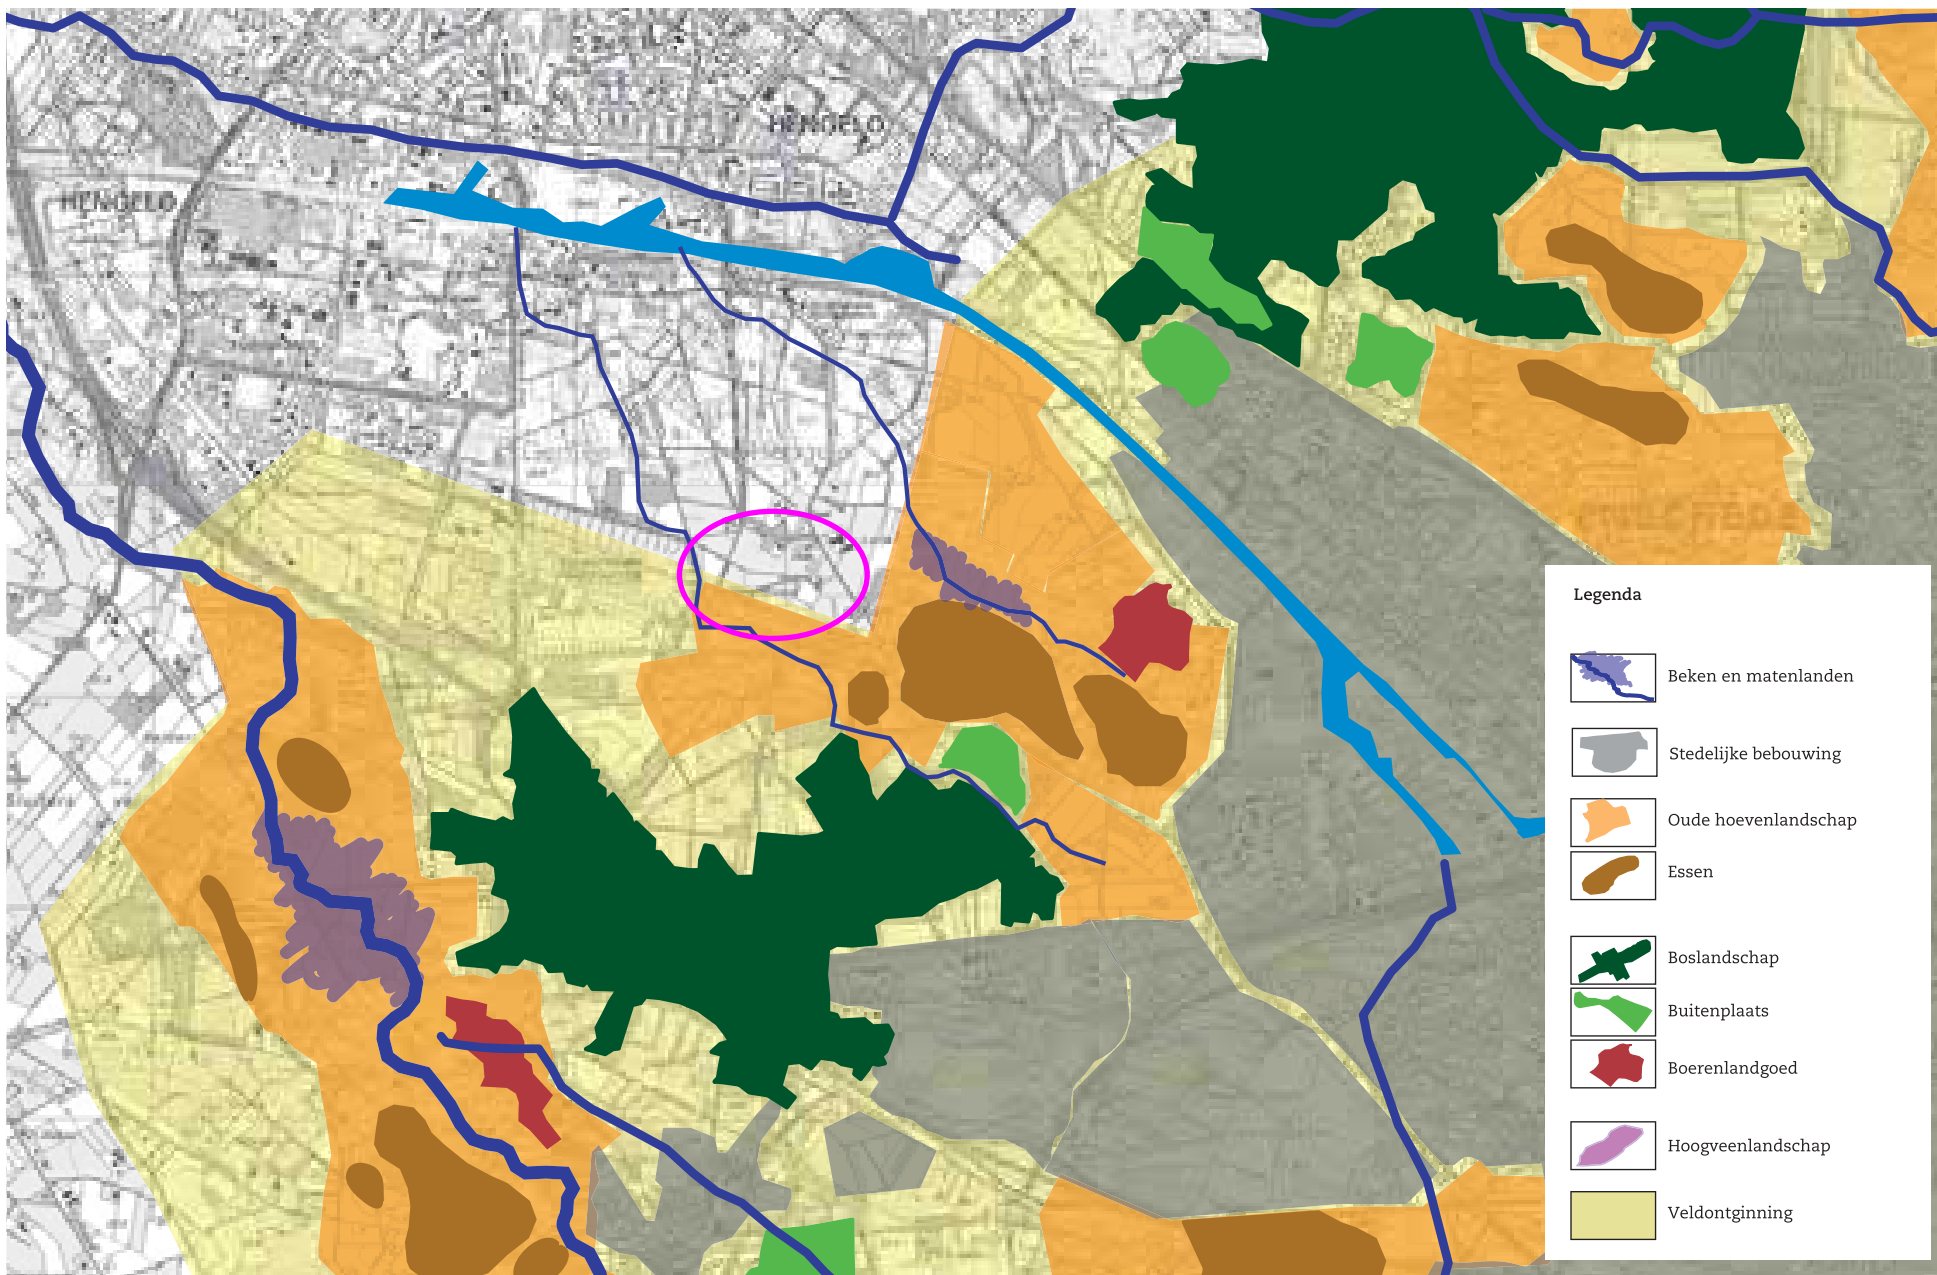 HENGELO
HENGELO
Legenda
Beken en matenlanden
Stedelijke bebouwing
Oude hoevenlandschap
Essen
Boslandschap
Buitenplaats
Boerenlandgoed
Hoogveenlandschap
Veldontginning